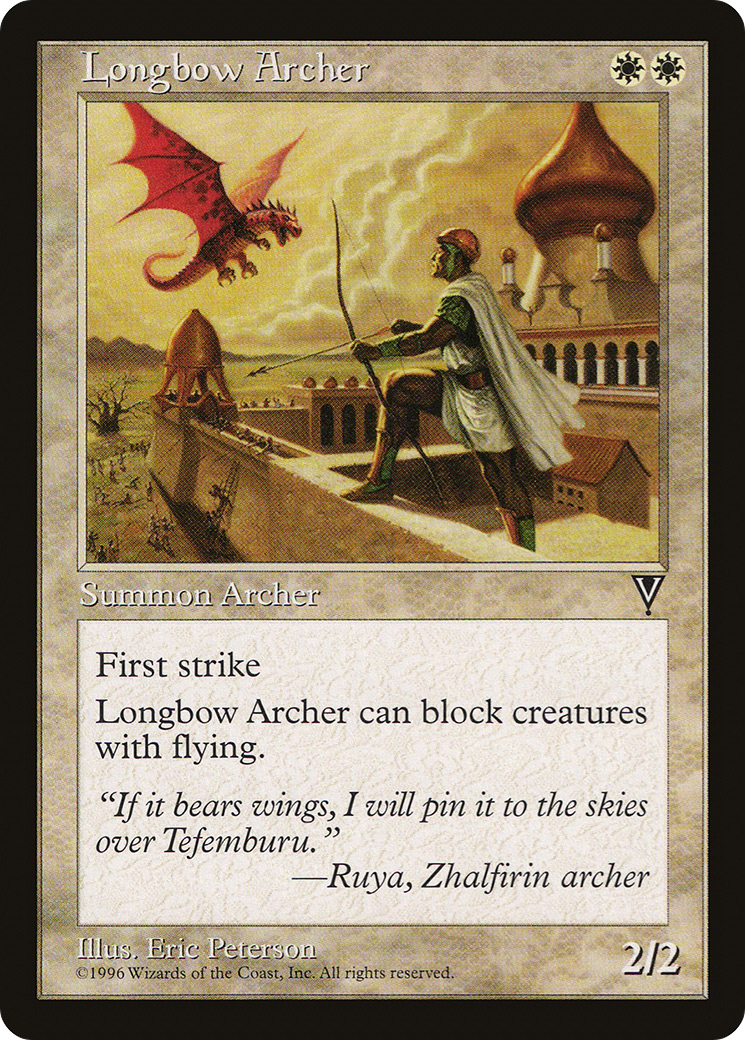 Longbow Archer
Summon Archer
First strike
Longbow Archer can block creatures
with flying.
“If it bears wings, I will pin it to the skies
over Tefemburu.”
—Ruya, Zhalfirin archer
Illus. Eric Peterson
2/2
©1996 Wizards of the Coast, Inc. All rights reserved.